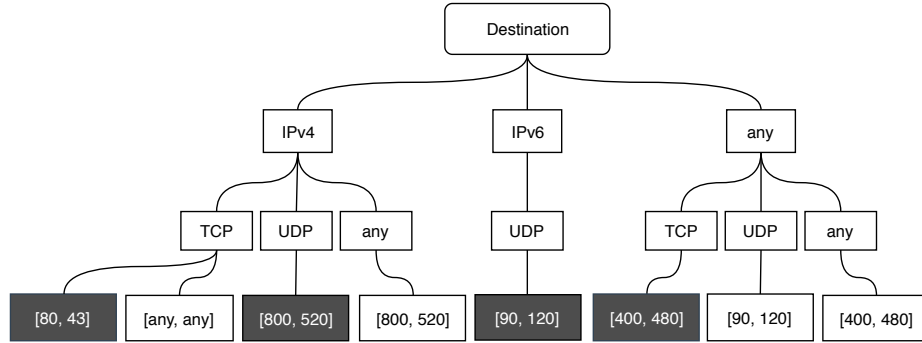 Destination
IPv4 IPv6 any
TCP UDP any UDP TCP UDP any
[80, 43] [any, any] [800, 520] [800, 520] [90, 120] [400, 480] [90, 120] [400, 480]